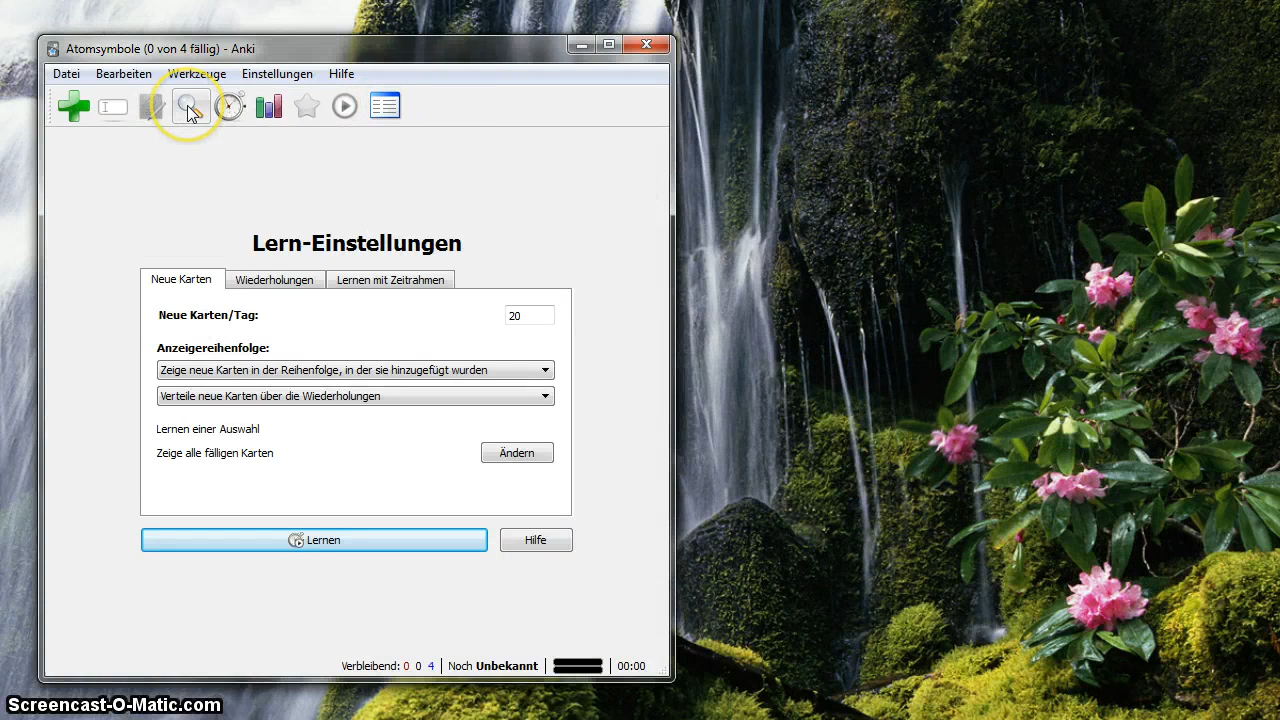 Atomsymbole (0 von 4 fällig) - Anki
Datei Bearbeiten Werkzeuge Einstellungen Hilfe
Lern-Einstellungen
Neue Karten Wiederholungen Lernen mit Zeitrahmen
Neue Karten/Tag: 20
Anzeigereihenfolge:
Zeige neue Karten in der Reihenfolge, in der sie hinzugefügt wurden
Verteile neue Karten über die Wiederholungen
Lernen einer Auswahl
Zeige alle fälligen Karten Ändern
Lernen Hilfe
Verbleibend: 0 0 4 Noch Unbekannt 00:00
Screencast-O-Matic.com